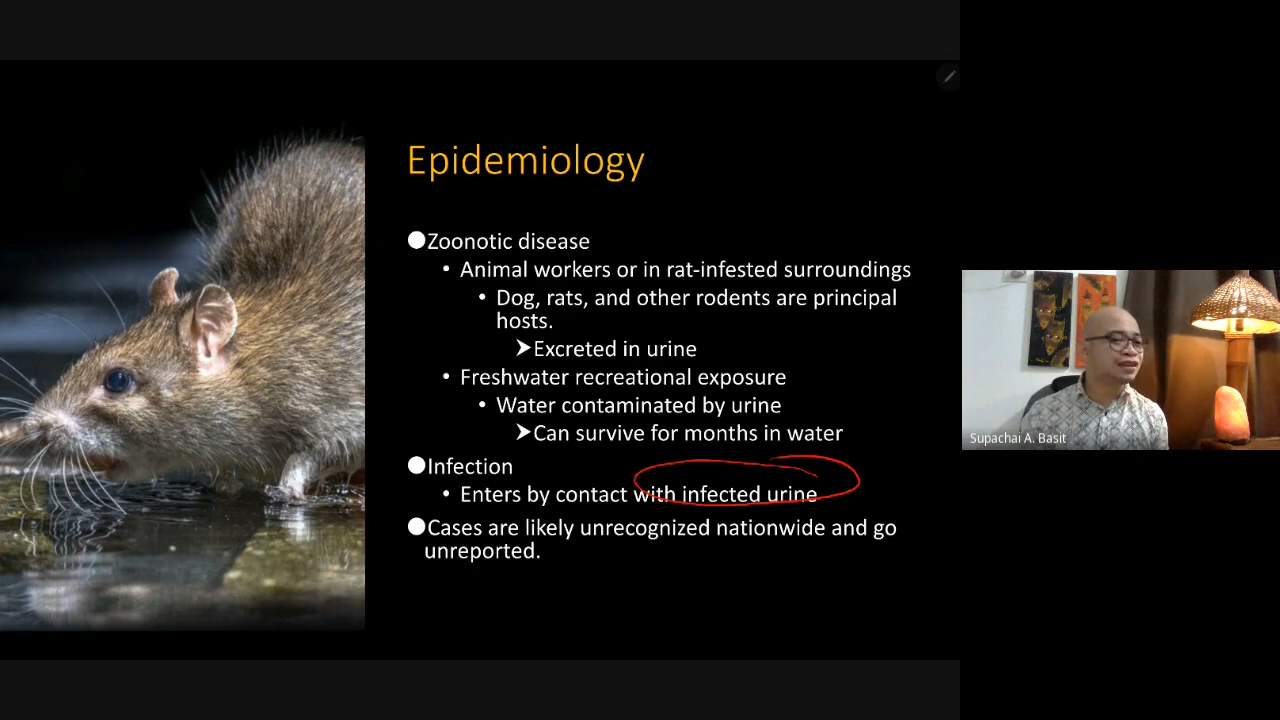 Epidemiology
●Zoonotic disease
• Animal workers or in rat-infested surroundings
• Dog, rats, and other rodents are principal
hosts.
➤Excreted in urine
• Freshwater recreational exposure
• Water contaminated by urine
➤Can survive for months in water
●Infection
• Enters by contact with infected urine
●Cases are likely unrecognized nationwide and go
unreported.
Supachai A. Basit